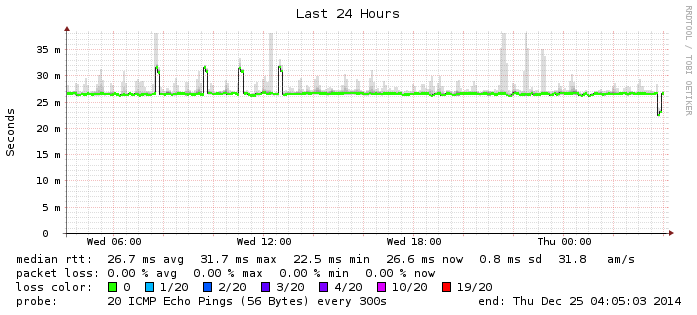 Last 24 Hours
RRDTOOL / TOBI OETIKER
Seconds
35 m
30 m
25 m
20 m
15 m
10 m
5 m
0
Wed 06:00 Wed 12:00 Wed 18:00 Thu 00:00
median rtt: 26.7 ms avg 31.7 ms max 22.5 ms min 26.6 ms now 0.8 ms sd 31.8 am/s
packet loss: 0.00 % avg 0.00 % max 0.00 % min 0.00 % now
loss color: 0 1/20 2/20 3/20 4/20 10/20 19/20
probe: 20 ICMP Echo Pings (56 Bytes) every 300s end: Thu Dec 25 04:05:03 2014